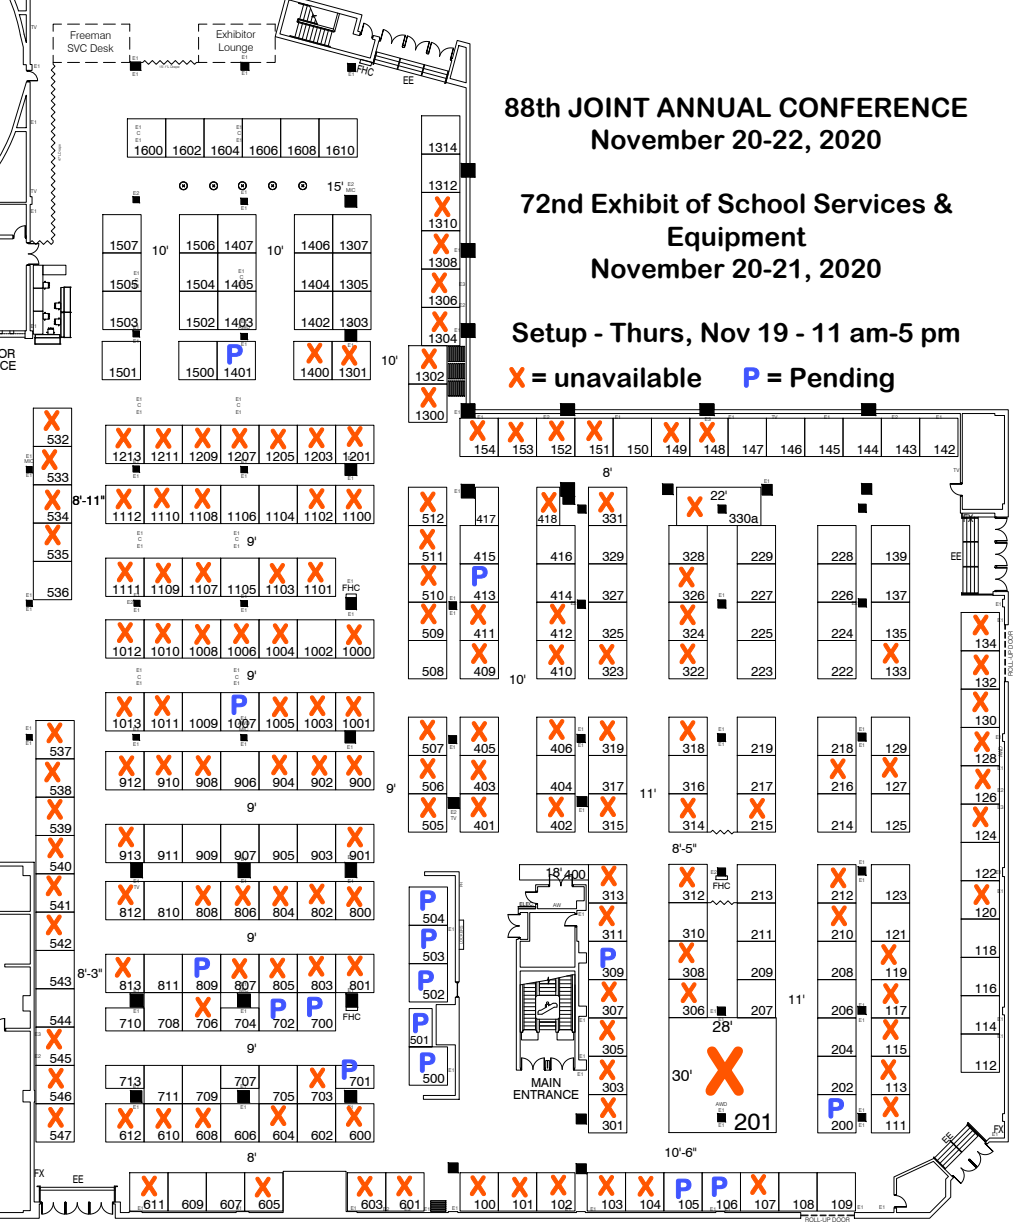 Freeman
SVC Desk
Exhibitor
Lounge
FHC
EE
88th JOINT ANNUAL CONFERENCE
November 20-22, 2020
72nd Exhibit of School Services &
Equipment
November 20-21, 2020
Setup - Thurs, Nov 19 - 11 am-5 pm
X = unavailable P = Pending
1600 1602 1604 1606 1608 1610
15'
1314
1312
1310
1308
1306
1304
1302
1300
1507 10' 1506 1407 10' 1406 1307
1505 1504 1405 1404 1305
1503 1502 1403 1402 1303
1501 1500 1401 1400 1301 10'
OR
CE
532
533
534 8'-11"
535
536
1213 1211 1209 1207 1205 1203 1201
1112 1110 1108 1106 1104 1102 1100
9'
1111 1109 1107 1105 1103 1101 FHC
1012 1010 1008 1006 1004 1002 1000
9'
1013 1011 1009 1007 1005 1003 1001
912 910 908 906 904 902 900
9' 9'
913 911 909 907 905 903 901
812 810 808 806 804 802 800
9'
813 811 809 807 805 803 801
710 708 706 704 702 700 FHC
9'
713 711 709 707 705 703 701
612 610 608 606 604 602 600
8'
537
538
539
540
541
542
543 8'-3"
544
545
546
547
FX EE
611 609 607 605 603 601
154 153 152 151 150 149 148 147 146 145 144 143 142
8'
512 417 418 331 22' 330a
511 415 416 329 328 229 228 139
510 413 414 327 326 227 226 137
509 411 412 325 324 225 224 135
508 409 410 323 322 223 222 133
10'
507 405 406 319 318 219 218 129
506 403 404 317 11' 316 217 216 127
505 401 402 315 314 215 214 125
8'-5"
EE
ROLL-UP DOOR
134
132
130
128
126
124
122
120
118
116
114
112
504
503
502
501
500
18' 400
ELEC AW
MAIN
ENTRANCE
313 312 FHC 213 212 123
311 310 211 210 121
309 308 209 208 119
307 306 207 11' 206 117
305 28' 204 115
303 30' 202 113
301 AWD 201 200 111
10'-6"
100 101 102 103 104 105 106 107 108 109
ROLL-UP DOOR
EE
FX